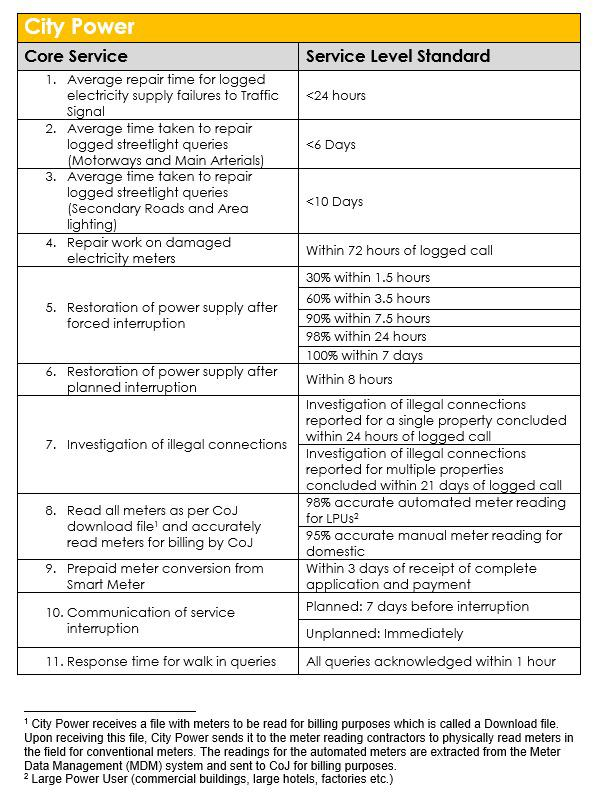 City Power
Core Service
Service Level Standard
1. Average repair time for logged
electricity supply failures to Traffic
Signal
<24 hours
2. Average time taken to repair
logged streetlight queries
(Motorways and Main Arterials)
<6 Days
3. Average time taken to repair
logged streetlight queries
(Secondary Roads and Area
lighting)
<10 Days
4. Repair work on damaged
electricity meters
Within 72 hours of logged call
5. Restoration of power supply after
forced interruption
30% within 1.5 hours
60% within 3.5 hours
90% within 7.5 hours
98% within 24 hours
100% within 7 days
6. Restoration of power supply after
planned interruption
Within 8 hours
7. Investigation of illegal connections
Investigation of illegal connections
reported for a single property concluded
within 24 hours of logged call
Investigation of illegal connections
reported for multiple properties
concluded within 21 days of logged call
8. Read all meters as per CoJ
download file¹ and accurately
read meters for billing by CoJ
98% accurate automated meter reading
for LPUs²
95% accurate manual meter reading for
domestic
9. Prepaid meter conversion from
Smart Meter
Within 3 days of receipt of complete
application and payment
10. Communication of service
interruption
Planned: 7 days before interruption
Unplanned: Immediately
11. Response time for walk in queries
All queries acknowledged within 1 hour
¹ City Power receives a file with meters to be read for billing purposes which is called a Download file.
Upon receiving this file, City Power sends it to the meter reading contractors to physically read meters in
the field for conventional meters. The readings for the automated meters are extracted from the Meter
Data Management (MDM) system and sent to CoJ for billing purposes.
² Large Power User (commercial buildings, large hotels, factories etc.)